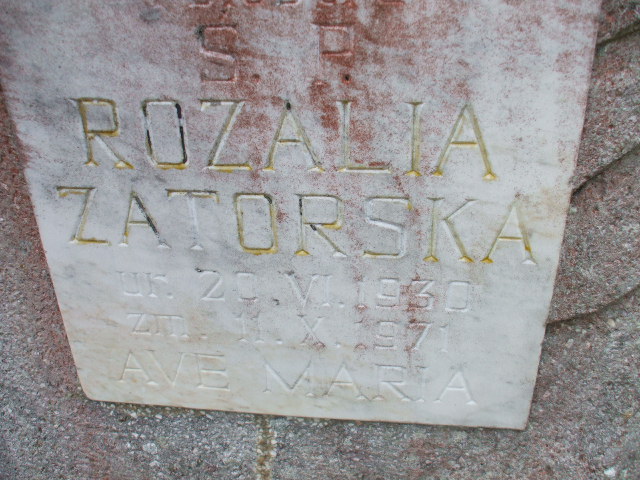 S. P.
ROZALIA
ZATORSKA
ur. 20.VI.1930
zm. 11.X.1971
AVE MARIA